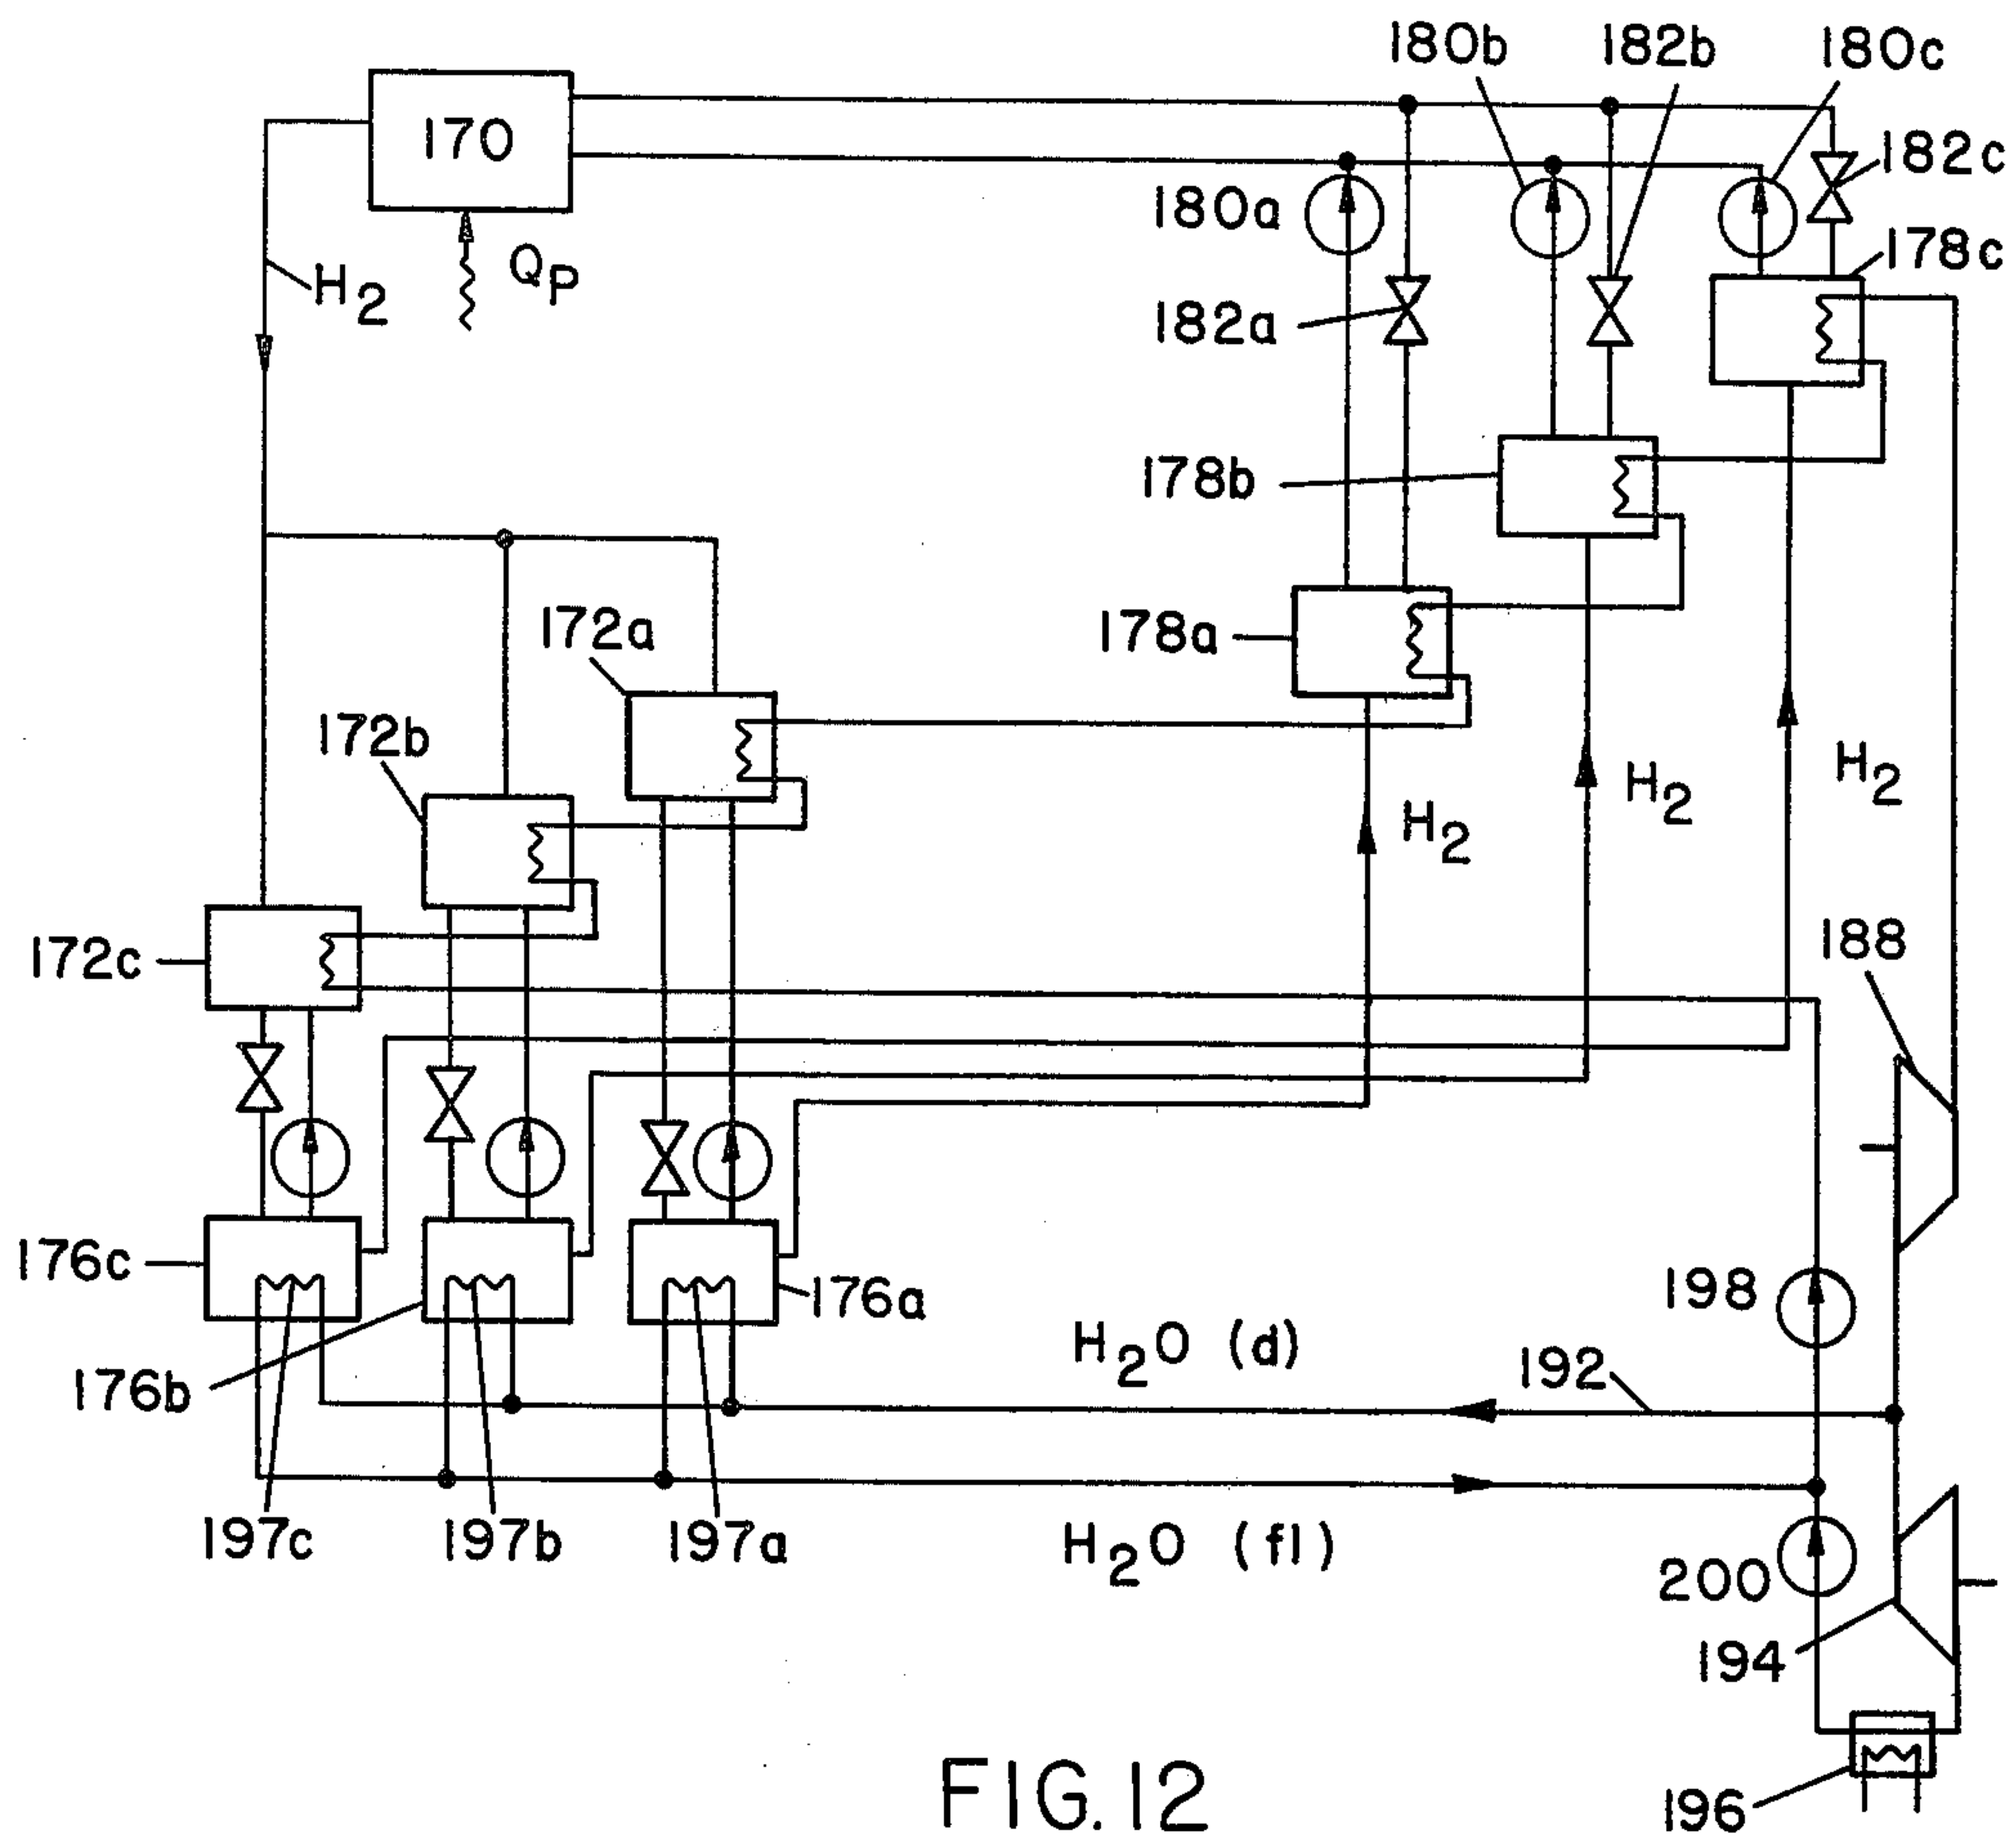 180b 182b 180c
170
182c
180a
178c
QP
H2
182a
178b
172a
178a
172b
H2
H2
H2
188
172c
176c
176a
198
H2O (d)
192
176b
197c 197b 197a
H2O (fl)
200
194
196
FIG.12